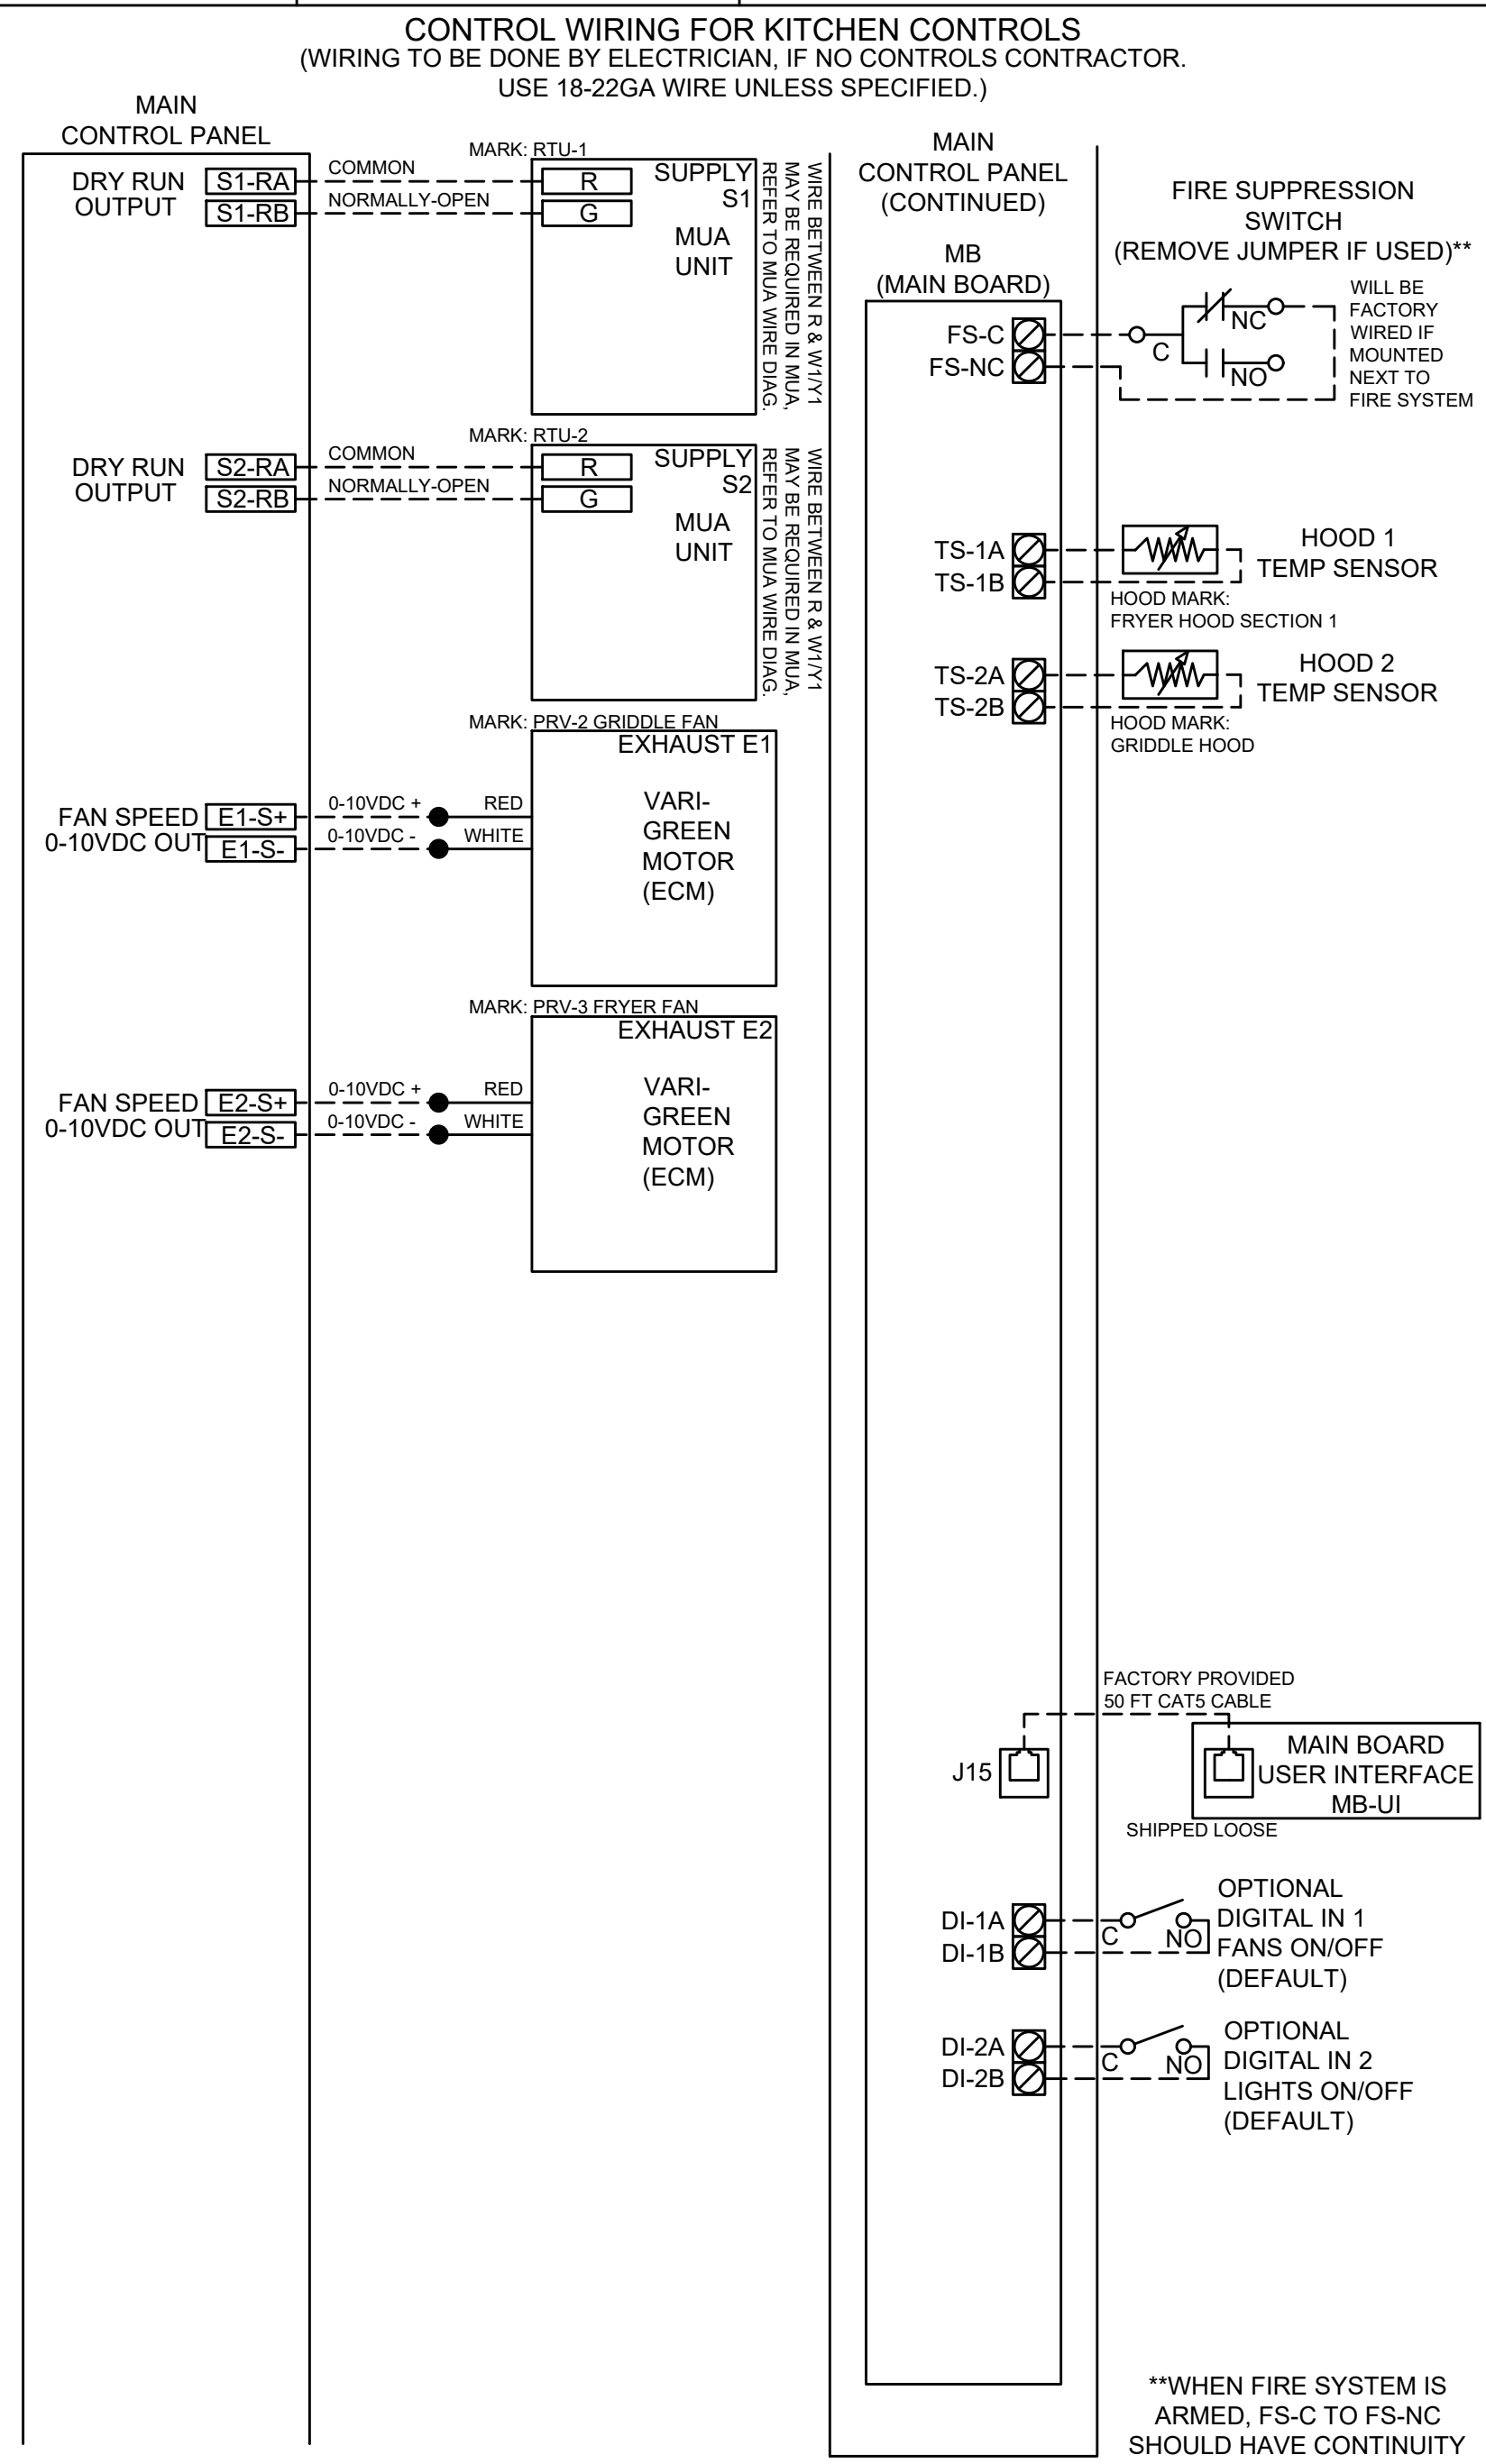 CONTROL WIRING FOR KITCHEN CONTROLS
(WIRING TO BE DONE BY ELECTRICIAN, IF NO CONTROLS CONTRACTOR.
USE 18-22GA WIRE UNLESS SPECIFIED.)
MAIN
CONTROL PANEL
DRY RUN
OUTPUT
S1-RA
S1-RB
COMMON
NORMALLY-OPEN
MARK: RTU-1
R
G
SUPPLY
S1
MUA
UNIT
WIRE BETWEEN R & W1/Y1
MAY BE REQUIRED IN MUA,
REFER TO MUA WIRE DIAG.
DRY RUN
OUTPUT
S2-RA
S2-RB
COMMON
NORMALLY-OPEN
MARK: RTU-2
R
G
SUPPLY
S2
MUA
UNIT
WIRE BETWEEN R & W1/Y1
MAY BE REQUIRED IN MUA,
REFER TO MUA WIRE DIAG.
MARK: PRV-2 GRIDDLE FAN
EXHAUST E1
FAN SPEED
0-10VDC OUT
E1-S+
E1-S-
0-10VDC +
0-10VDC -
RED
WHITE
VARI-
GREEN
MOTOR
(ECM)
MARK: PRV-3 FRYER FAN
EXHAUST E2
FAN SPEED
0-10VDC OUT
E2-S+
E2-S-
0-10VDC +
0-10VDC -
RED
WHITE
VARI-
GREEN
MOTOR
(ECM)
MAIN
CONTROL PANEL
(CONTINUED)
MB
(MAIN BOARD)
FIRE SUPPRESSION
SWITCH
(REMOVE JUMPER IF USED)**
FS-C
FS-NC
C
NC
NO
WILL BE
FACTORY
WIRED IF
MOUNTED
NEXT TO
FIRE SYSTEM
TS-1A
TS-1B
HOOD 1
TEMP SENSOR
HOOD MARK:
FRYER HOOD SECTION 1
TS-2A
TS-2B
HOOD 2
TEMP SENSOR
HOOD MARK:
GRIDDLE HOOD
FACTORY PROVIDED
50 FT CAT5 CABLE
J15
MAIN BOARD
USER INTERFACE
MB-UI
SHIPPED LOOSE
DI-1A
DI-1B
C
NO
OPTIONAL
DIGITAL IN 1
FANS ON/OFF
(DEFAULT)
DI-2A
DI-2B
C
NO
OPTIONAL
DIGITAL IN 2
LIGHTS ON/OFF
(DEFAULT)
**WHEN FIRE SYSTEM IS
ARMED, FS-C TO FS-NC
SHOULD HAVE CONTINUITY